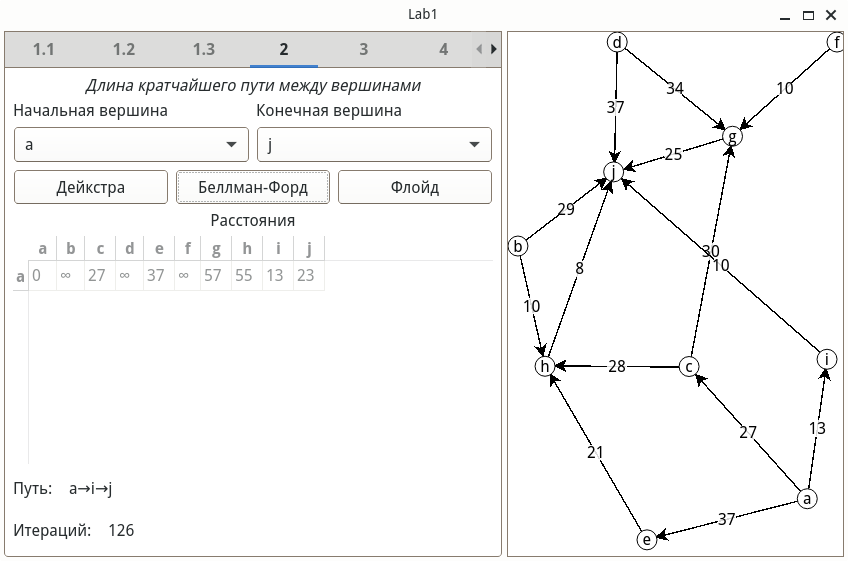 Lab1
1.1 1.2 1.3 2 3 4
Длина кратчайшего пути между вершинами
Начальная вершина Конечная вершина
a j
Дейкстра Беллман-Форд Флойд
Расстояния
a b c d e f g h i j
a 0 ∞ 27 ∞ 37 ∞ 57 55 13 23
Путь: a→i→j
Итераций: 126
d f
34 10
37
g
25
j
29
b
30
10
8
10
i
h 28 c
13
27
21
a
37
e